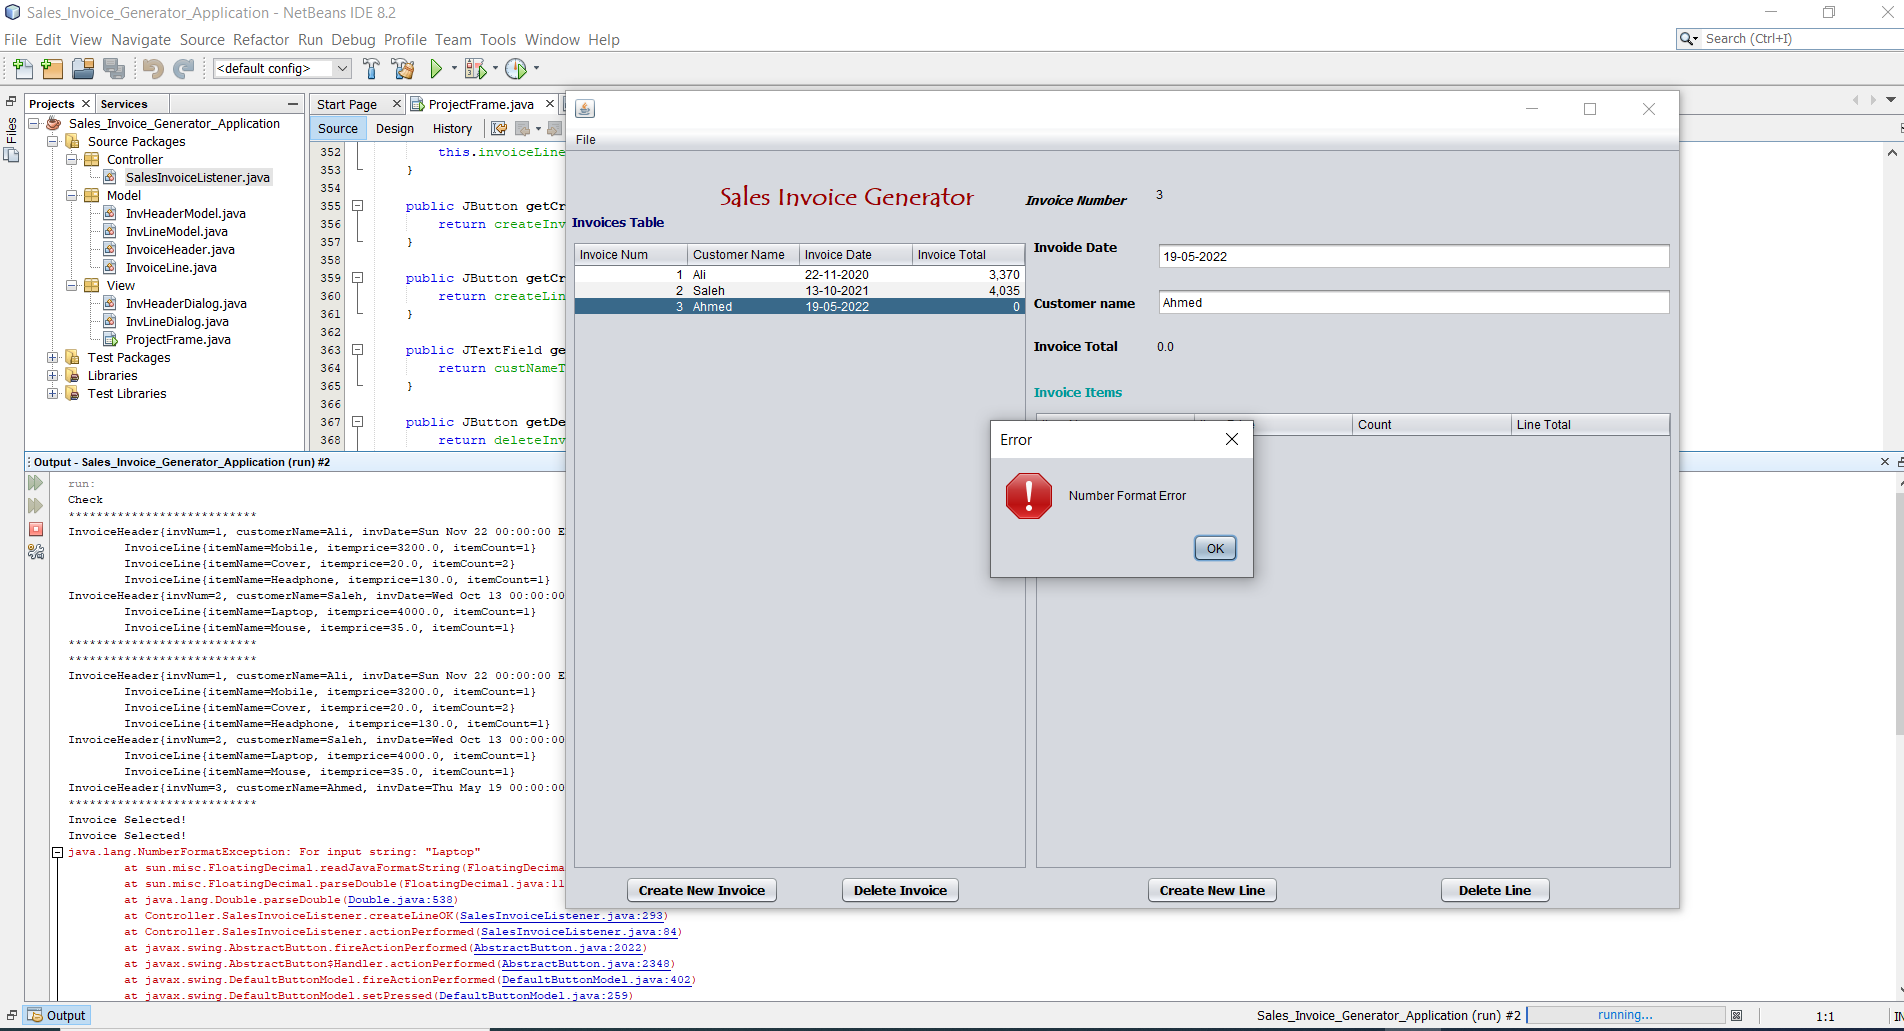 Sales_Invoice_Generator_Application - NetBeans IDE 8.2
File Edit View Navigate Source Refactor Run Debug Profile Team Tools Window Help
Search (Ctrl+I)
<default config>
Files
Projects
Services
Sales_Invoice_Generator_Application
Source Packages
Controller
SalesInvoiceListener.java
Model
InvHeaderModel.java
InvLineModel.java
InvoiceHeader.java
InvoiceLine.java
View
InvHeaderDialog.java
InvLineDialog.java
ProjectFrame.java
Test Packages
Libraries
Test Libraries
Start Page
ProjectFrame.java
Source Design History
352 this.invoiceLine
353 }
354
355 public JButton getCr
356 return createInv
357 }
358
359 public JButton getCr
360 return createLin
361 }
362
363 public JTextField ge
364 return custNameT
365 }
366
367 public JButton getDe
368 return deleteInv
File
Sales Invoice Generator
Invoices Table
Invoice Num Customer Name Invoice Date Invoice Total
1 Ali 22-11-2020 3,370
2 Saleh 13-10-2021 4,035
3 Ahmed 19-05-2022 0
Invoice Number 3
Invoide Date 19-05-2022
Customer name Ahmed
Invoice Total 0.0
Invoice Items
Count Line Total
Error
Number Format Error
OK
Create New Invoice
Delete Invoice
Create New Line
Delete Line
Output - Sales_Invoice_Generator_Application (run) #2
run:
Check
***************************
InvoiceHeader{invNum=1, customerName=Ali, invDate=Sun Nov 22 00:00:00 E
InvoiceLine{itemName=Mobile, itemprice=3200.0, itemCount=1}
InvoiceLine{itemName=Cover, itemprice=20.0, itemCount=2}
InvoiceLine{itemName=Headphone, itemprice=130.0, itemCount=1}
InvoiceHeader{invNum=2, customerName=Saleh, invDate=Wed Oct 13 00:00:00
InvoiceLine{itemName=Laptop, itemprice=4000.0, itemCount=1}
InvoiceLine{itemName=Mouse, itemprice=35.0, itemCount=1}
***************************
***************************
InvoiceHeader{invNum=1, customerName=Ali, invDate=Sun Nov 22 00:00:00 E
InvoiceLine{itemName=Mobile, itemprice=3200.0, itemCount=1}
InvoiceLine{itemName=Cover, itemprice=20.0, itemCount=2}
InvoiceLine{itemName=Headphone, itemprice=130.0, itemCount=1}
InvoiceHeader{invNum=2, customerName=Saleh, invDate=Wed Oct 13 00:00:00
InvoiceLine{itemName=Laptop, itemprice=4000.0, itemCount=1}
InvoiceLine{itemName=Mouse, itemprice=35.0, itemCount=1}
InvoiceHeader{invNum=3, customerName=Ahmed, invDate=Thu May 19 00:00:00
***************************
Invoice Selected!
Invoice Selected!
java.lang.NumberFormatException: For input string: "Laptop"
at sun.misc.FloatingDecimal.readJavaFormatString(FloatingDecima
at sun.misc.FloatingDecimal.parseDouble(FloatingDecimal.java:11
at java.lang.Double.parseDouble(Double.java:538)
at Controller.SalesInvoiceListener.createLineOK(SalesInvoiceListener.java:293)
at Controller.SalesInvoiceListener.actionPerformed(SalesInvoiceListener.java:84)
at javax.swing.AbstractButton.fireActionPerformed(AbstractButton.java:2022)
at javax.swing.AbstractButton$Handler.actionPerformed(AbstractButton.java:2348)
at javax.swing.DefaultButtonModel.fireActionPerformed(DefaultButtonModel.java:402)
at javax.swing.DefaultButtonModel.setPressed(DefaultButtonModel.java:259)
Output
Sales_Invoice_Generator_Application (run) #2
running...
1:1
IN